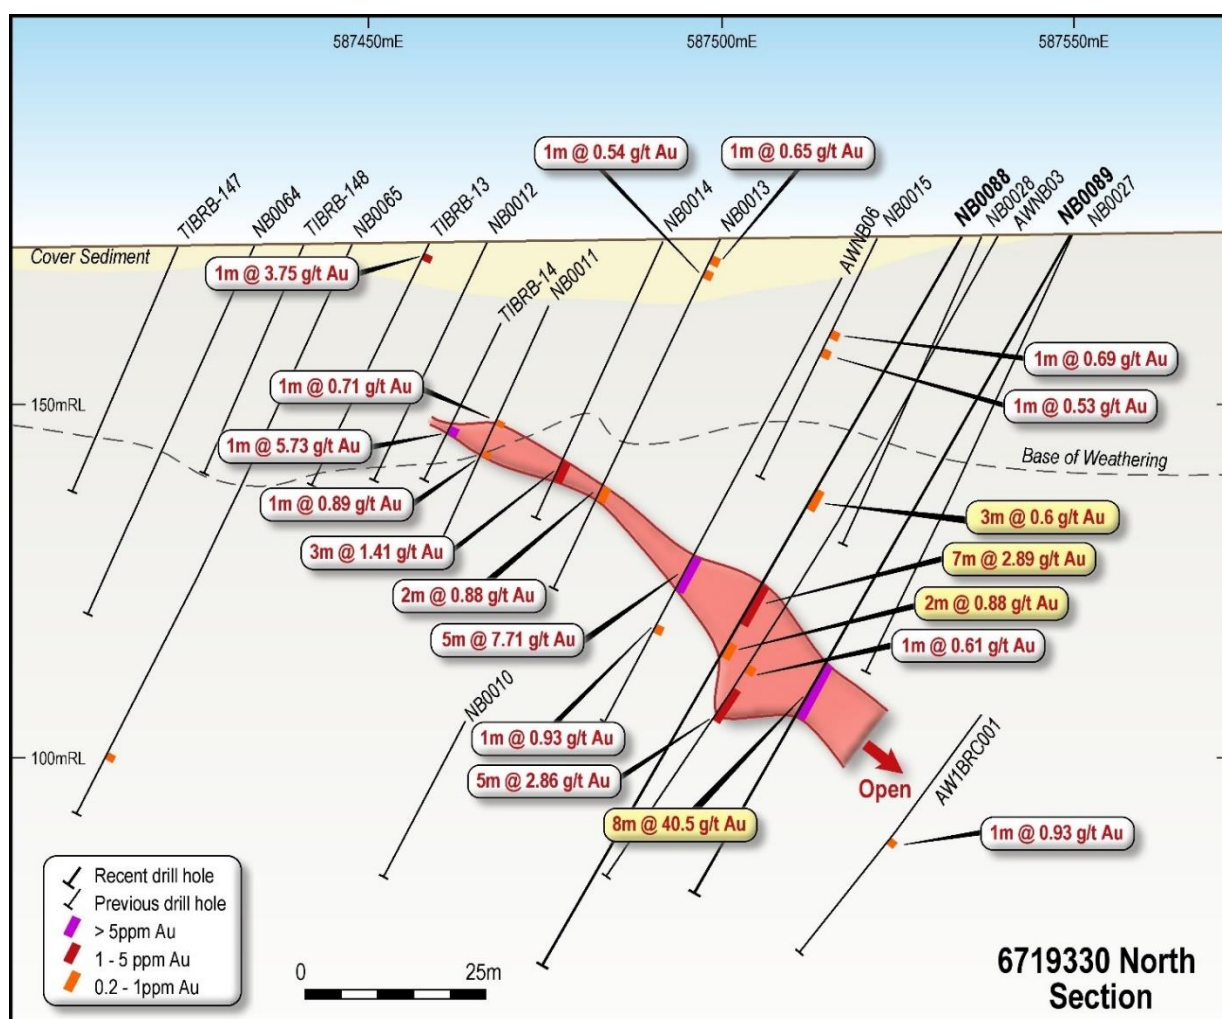 587450mE
587500mE
587550mE
1m @ 0.54 g/t Au
1m @ 0.65 g/t Au
TIBRB-147
NB0064
TIBRB-148
NB0065
TIBRB-13
NB0012
NB0014
NB0013
AWNB06
NB0015
NB0088
NB0028
AWNB03
NB0089
NB0027
Cover Sediment
1m @ 3.75 g/t Au
TIBRB-14
NB0011
1m @ 0.69 g/t Au
1m @ 0.71 g/t Au
1m @ 0.53 g/t Au
150mRL
1m @ 5.73 g/t Au
Base of Weathering
1m @ 0.89 g/t Au
3m @ 0.6 g/t Au
3m @ 1.41 g/t Au
7m @ 2.89 g/t Au
2m @ 0.88 g/t Au
2m @ 0.88 g/t Au
5m @ 7.71 g/t Au
1m @ 0.61 g/t Au
NB0010
1m @ 0.93 g/t Au
100mRL
5m @ 2.86 g/t Au
Open
AW1BRC001
8m @ 40.5 g/t Au
1m @ 0.93 g/t Au
Recent drill hole
Previous drill hole
> 5ppm Au
1 - 5 ppm Au
0.2 - 1ppm Au
0 25m
6719330 North
Section